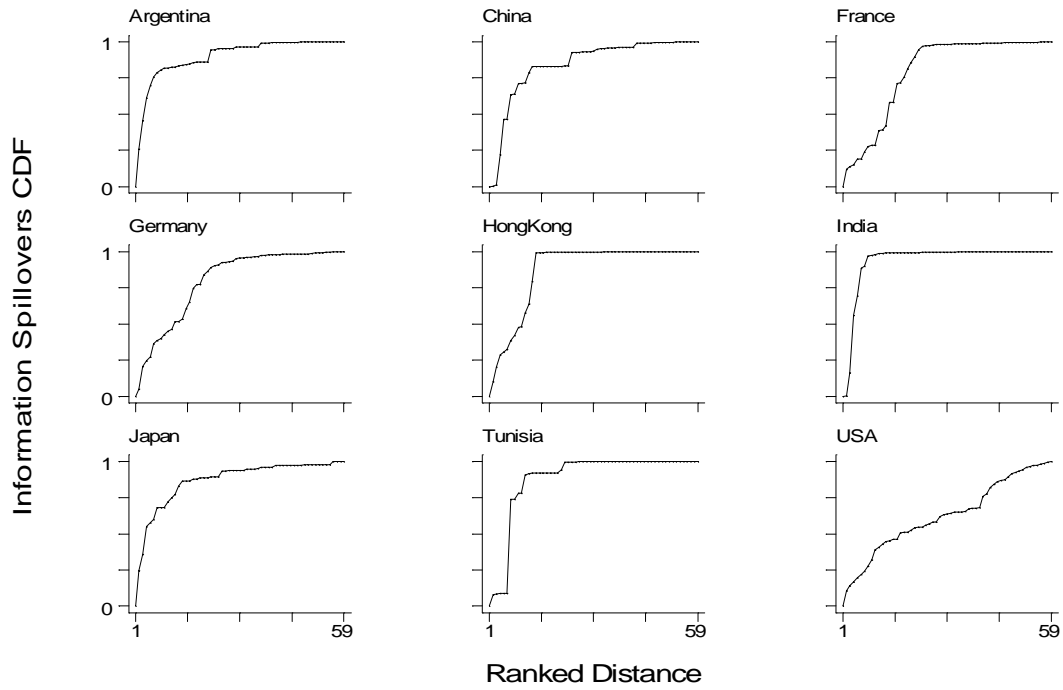 Argentina
China
France
Germany
HongKong
India
Japan
Tunisia
USA
Information Spillovers CDF
1
0
1
0
1
0
1
59
1
59
1
59
Ranked Distance